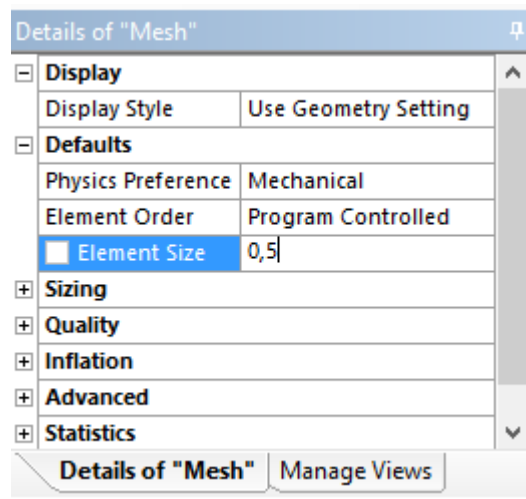 Details of "Mesh"
Display
Display Style Use Geometry Setting
Defaults
Physics Preference Mechanical
Element Order Program Controlled
Element Size 0,5
Sizing
Quality
Inflation
Advanced
Statistics
Details of "Mesh" Manage Views